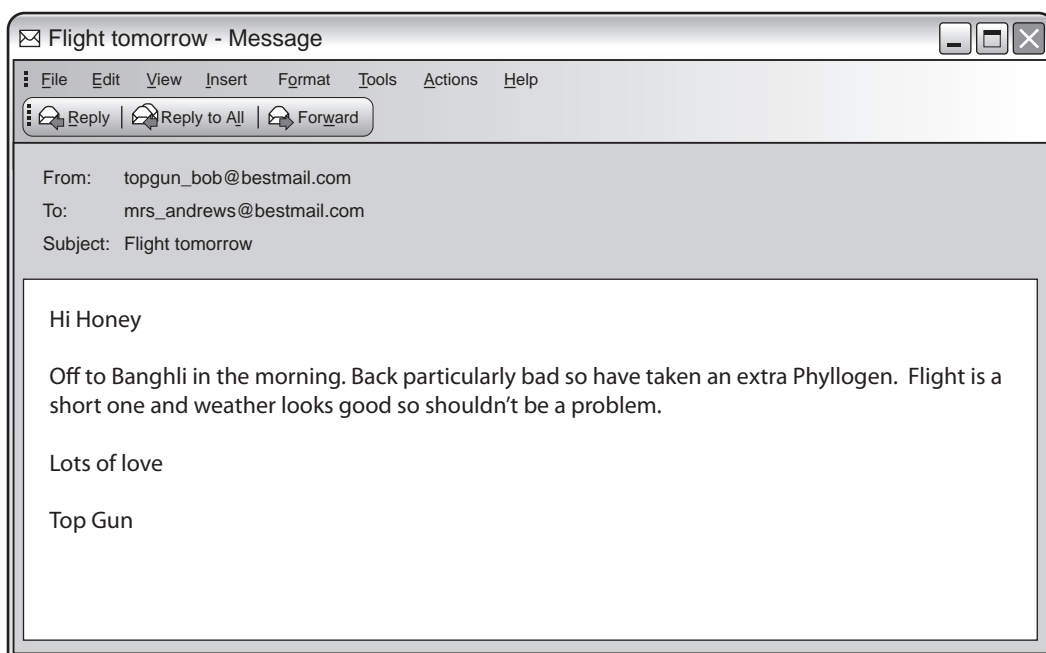 Flight tomorrow - Message
File Edit View Insert Format Tools Actions Help
Reply Reply to All Forward
From: topgun_bob@bestmail.com
To: mrs_andrews@bestmail.com
Subject: Flight tomorrow
Hi Honey
Off to Banghli in the morning. Back particularly bad so have taken an extra Phyllogen. Flight is a
short one and weather looks good so shouldn't be a problem.
Lots of love
Top Gun